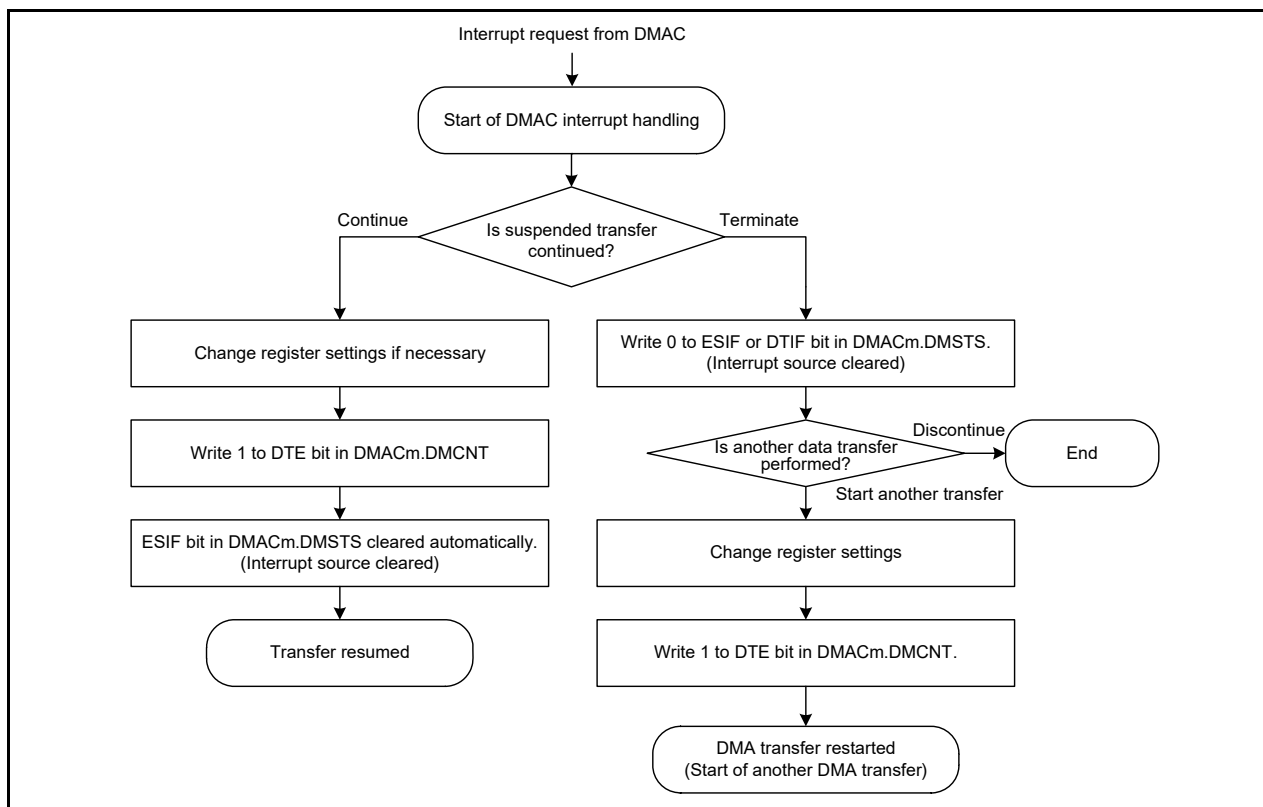 Interrupt request from DMAC
Start of DMAC interrupt handling
Continue
Terminate
Is suspended transfer
continued?
Change register settings if necessary
Write 1 to DTE bit in DMACm.DMCNT
ESIF bit in DMACm.DMSTS cleared automatically.
(Interrupt source cleared)
Transfer resumed
Write 0 to ESIF or DTIF bit in DMACm.DMSTS.
(Interrupt source cleared)
Discontinue
Is another data transfer
performed?
End
Start another transfer
Change register settings
Write 1 to DTE bit in DMACm.DMCNT.
DMA transfer restarted
(Start of another DMA transfer)